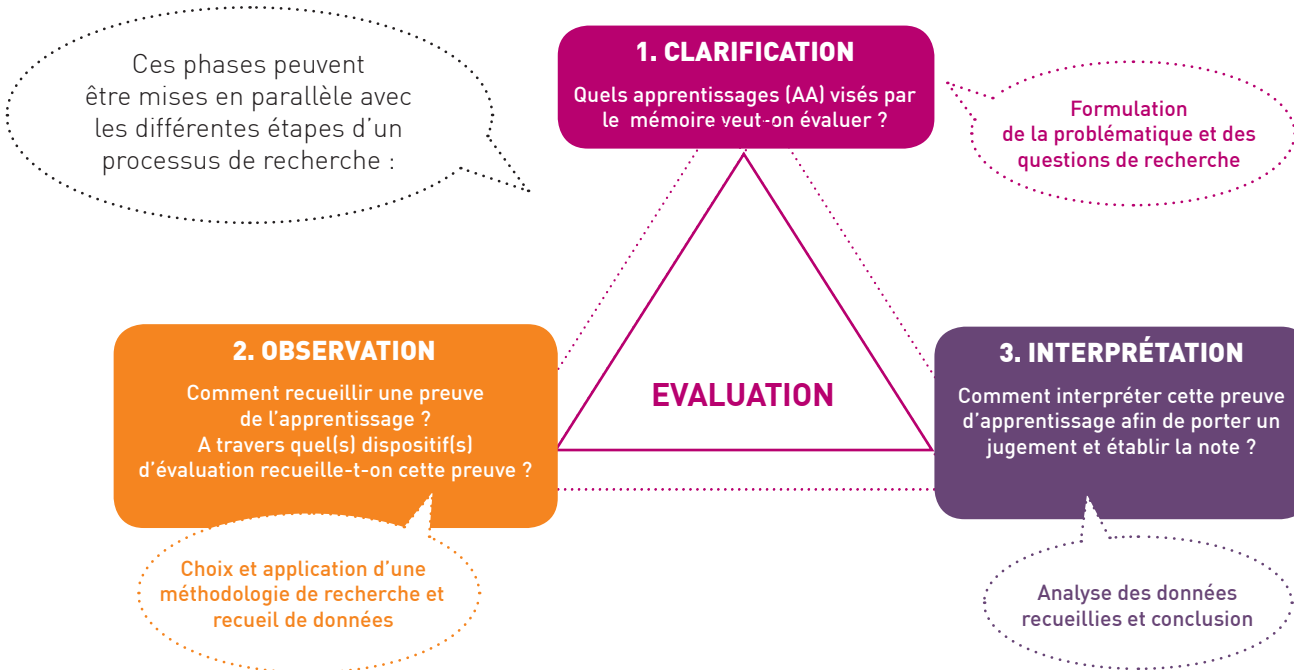 Ces phases peuvent
être mises en parallèle avec
les différentes étapes d'un
processus de recherche :
1. CLARIFICATION
Quels apprentissages (AA) visés par
le mémoire veut-on évaluer ?
Formulation
de la problématique et des
questions de recherche
2. OBSERVATION
Comment recueillir une preuve
de l'apprentissage ?
A travers quel(s) dispositif(s)
d'évaluation recueille-t-on cette preuve ?
EVALUATION
3. INTERPRÉTATION
Comment interpréter cette preuve
d'apprentissage afin de porter un
jugement et établir la note ?
Choix et application d'une
méthodologie de recherche et
recueil de données
Analyse des données
recueillies et conclusion